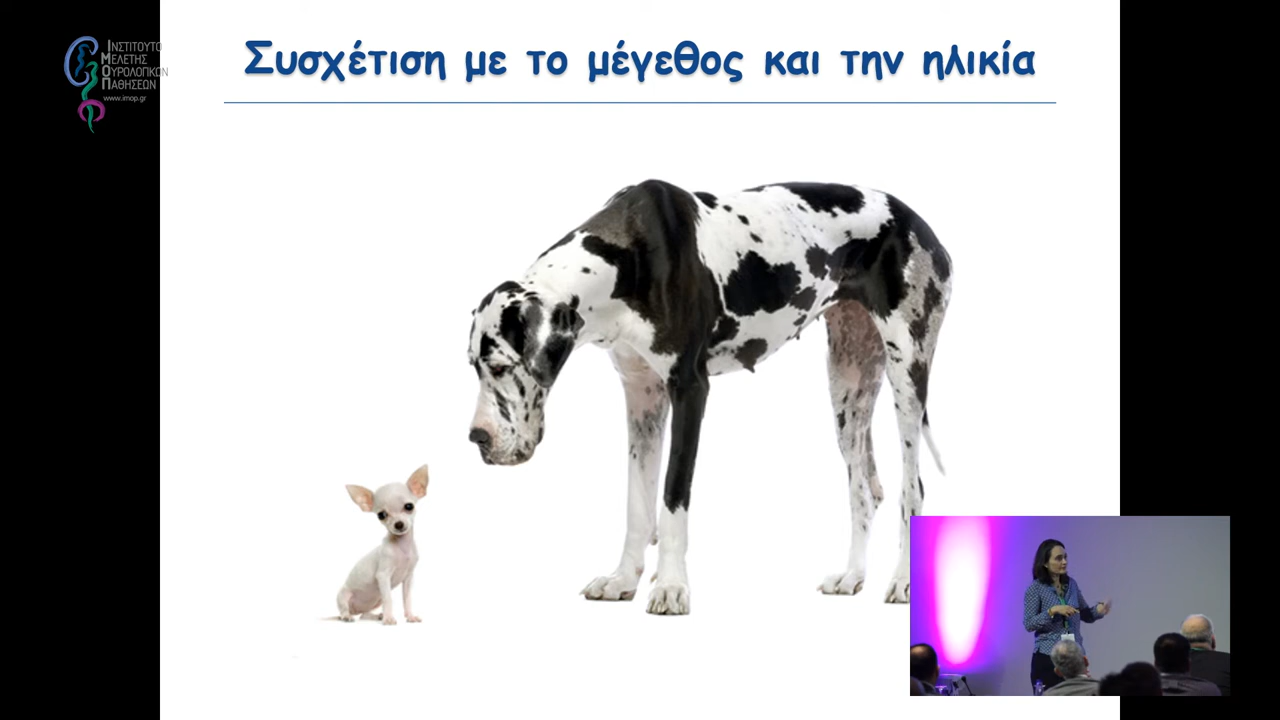 Συσχέτιση με το μέγεθος και την ηλικία
ΙΝΣΤΙΤΟΥΤΟ
ΜΕΛΕΤΗΣ
ΟΥΡΟΛΟΓΙΚΩΝ
ΠΑΘΗΣΕΩΝ
www.imop.gr